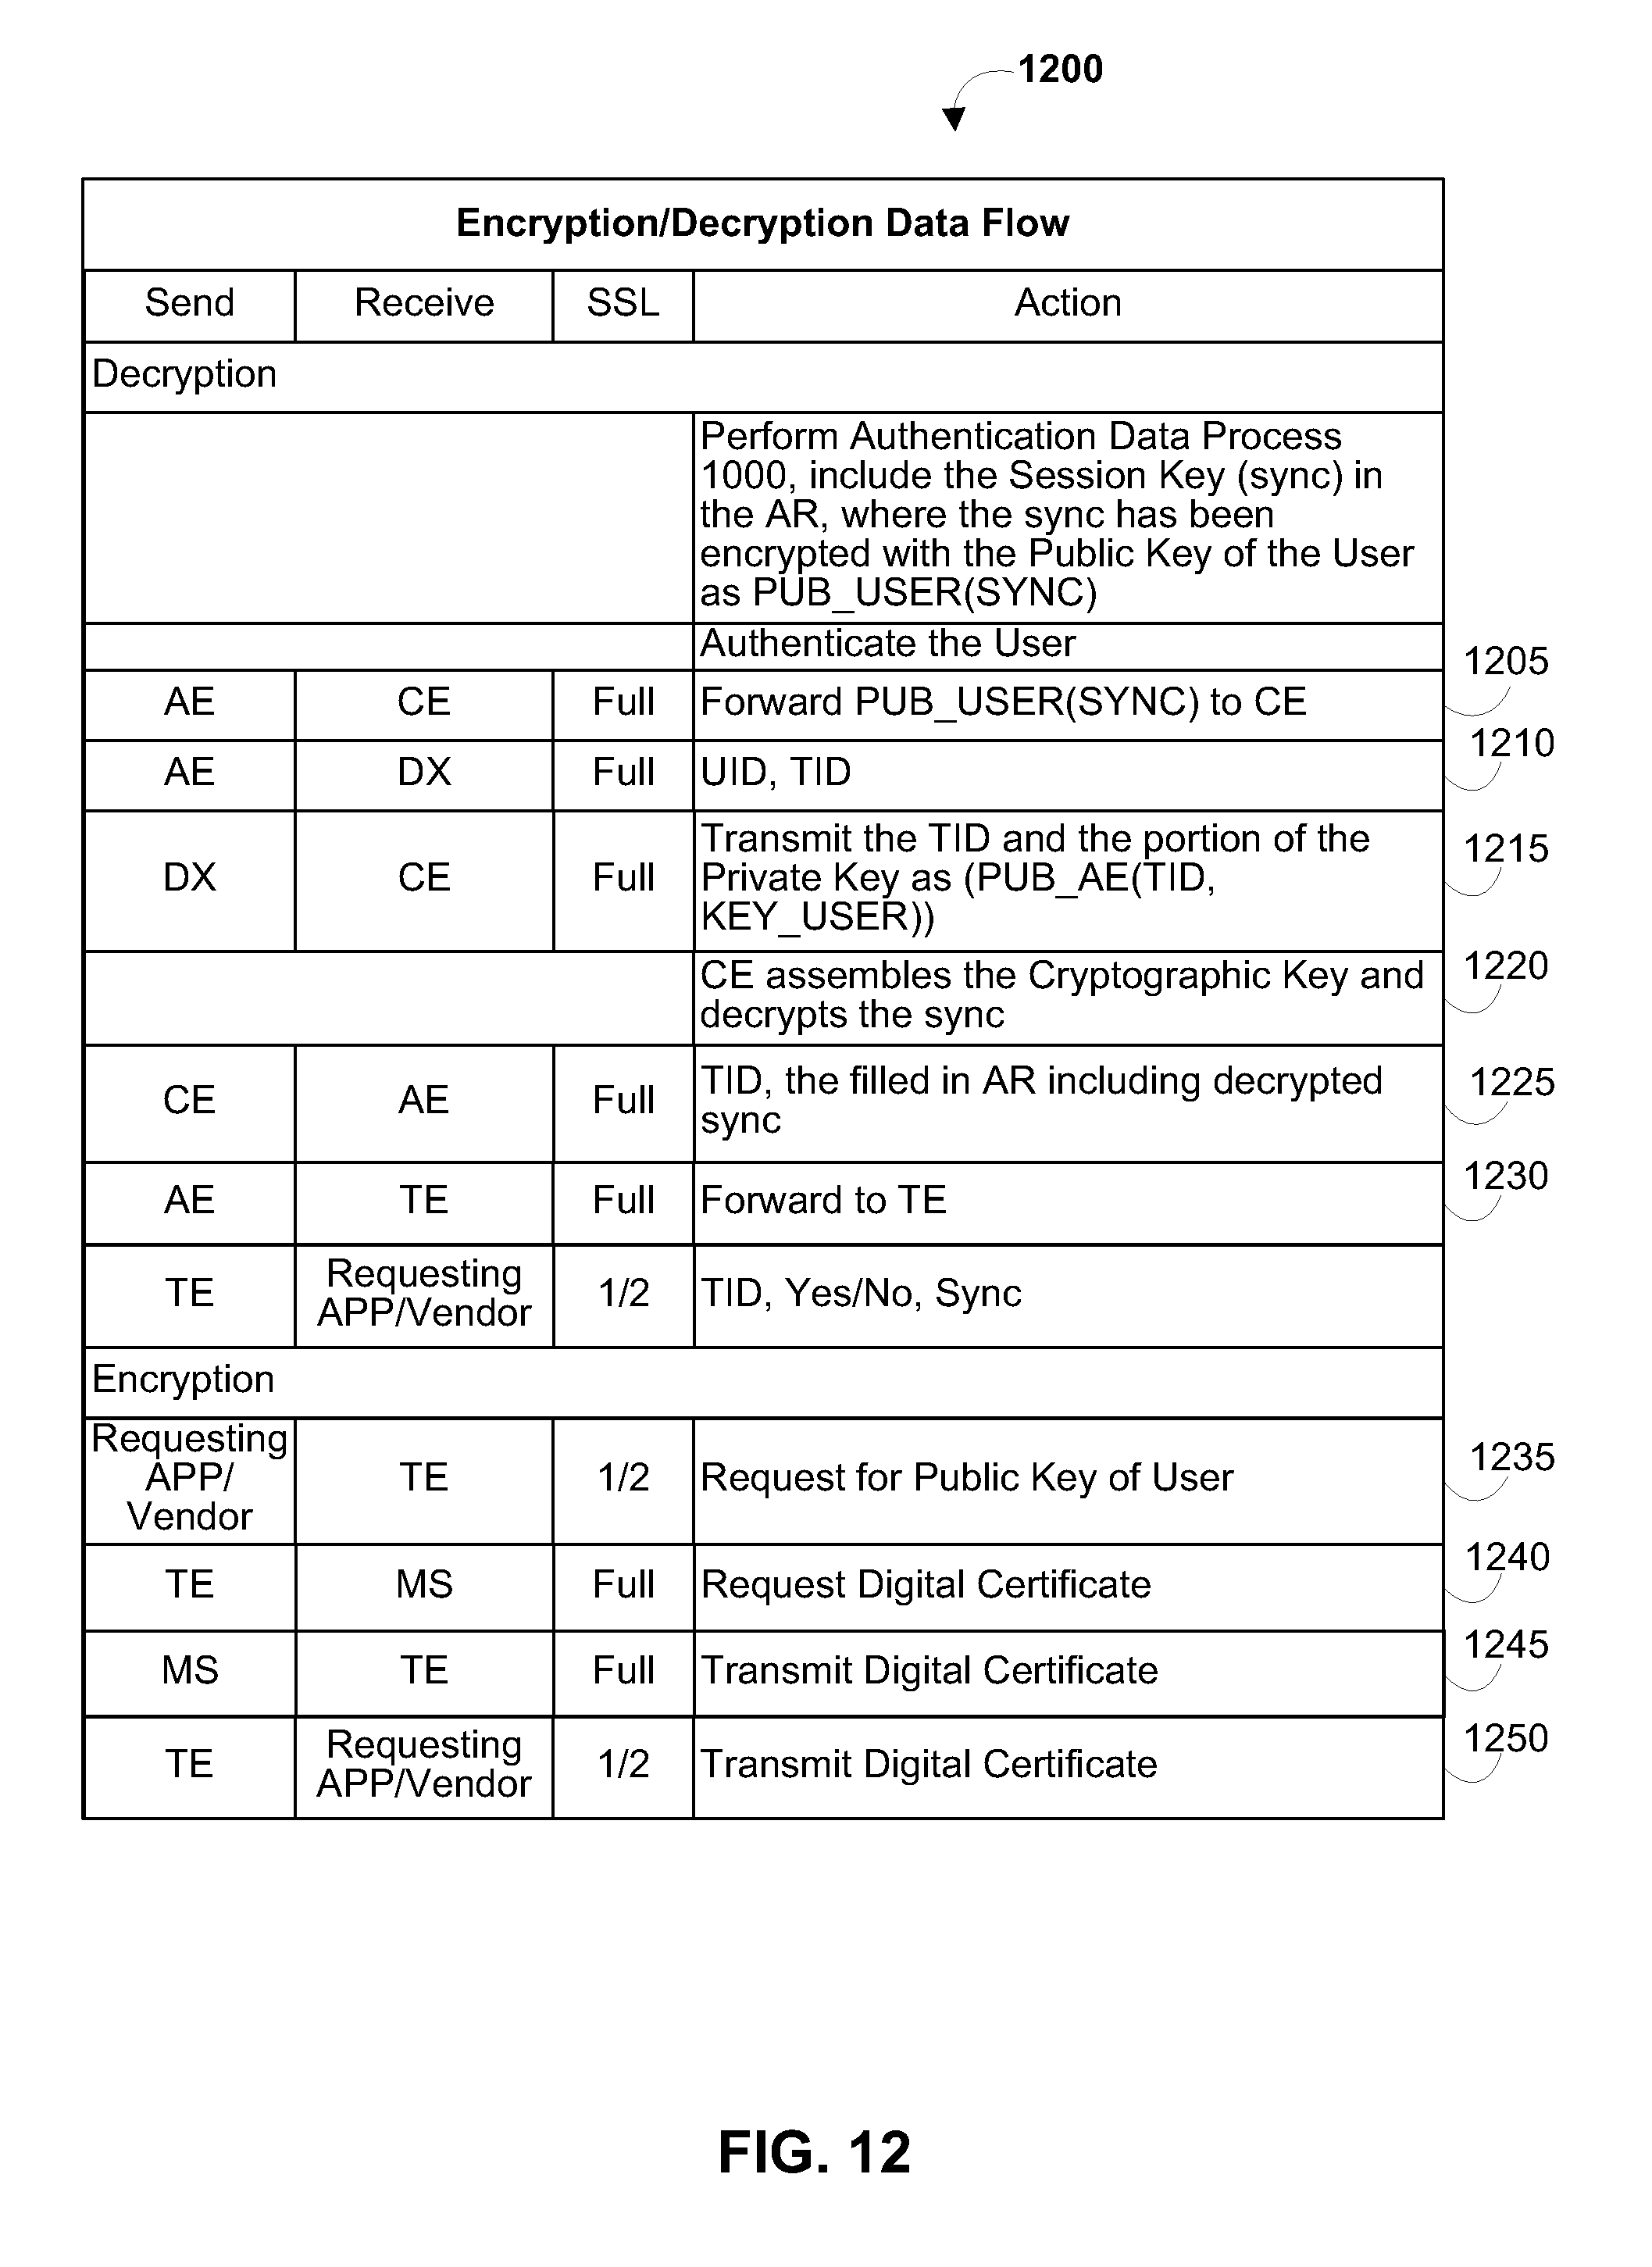 1200
Encryption/Decryption Data Flow
Send Receive SSL Action
Decryption
Perform Authentication Data Process
1000, include the Session Key (sync) in
the AR, where the sync has been
encrypted with the Public Key of the User
as PUB_USER(SYNC)
Authenticate the User
1205
AE CE Full Forward PUB_USER(SYNC) to CE
1210
AE DX Full UID, TID
1215
DX CE Full Transmit the TID and the portion of the
Private Key as (PUB_AE(TID,
KEY_USER))
1220
CE assembles the Cryptographic Key and
decrypts the sync
1225
CE AE Full TID, the filled in AR including decrypted
sync
1230
AE TE Full Forward to TE
TE Requesting
APP/Vendor 1/2 TID, Yes/No, Sync
Encryption
1235
Requesting
APP/
Vendor TE 1/2 Request for Public Key of User
1240
TE MS Full Request Digital Certificate
1245
MS TE Full Transmit Digital Certificate
1250
TE Requesting
APP/Vendor 1/2 Transmit Digital Certificate
FIG. 12